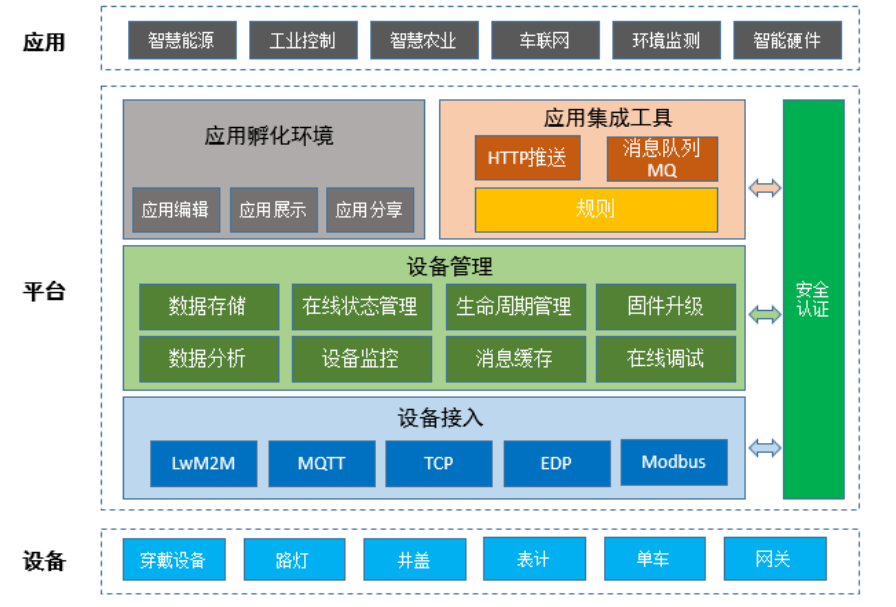 应用
智慧能源
工业控制
智慧农业
车联网
环境监测
智能硬件
平台
应用孵化环境
应用编辑
应用展示
应用分享
应用集成工具
HTTP推送
消息队列
MQ
规则
设备管理
数据存储
在线状态管理
生命周期管理
固件升级
数据分析
设备监控
消息缓存
在线调试
设备接入
LwM2M
MQTT
TCP
EDP
Modbus
安全
认证
设备
穿戴设备
路灯
井盖
表计
单车
网关